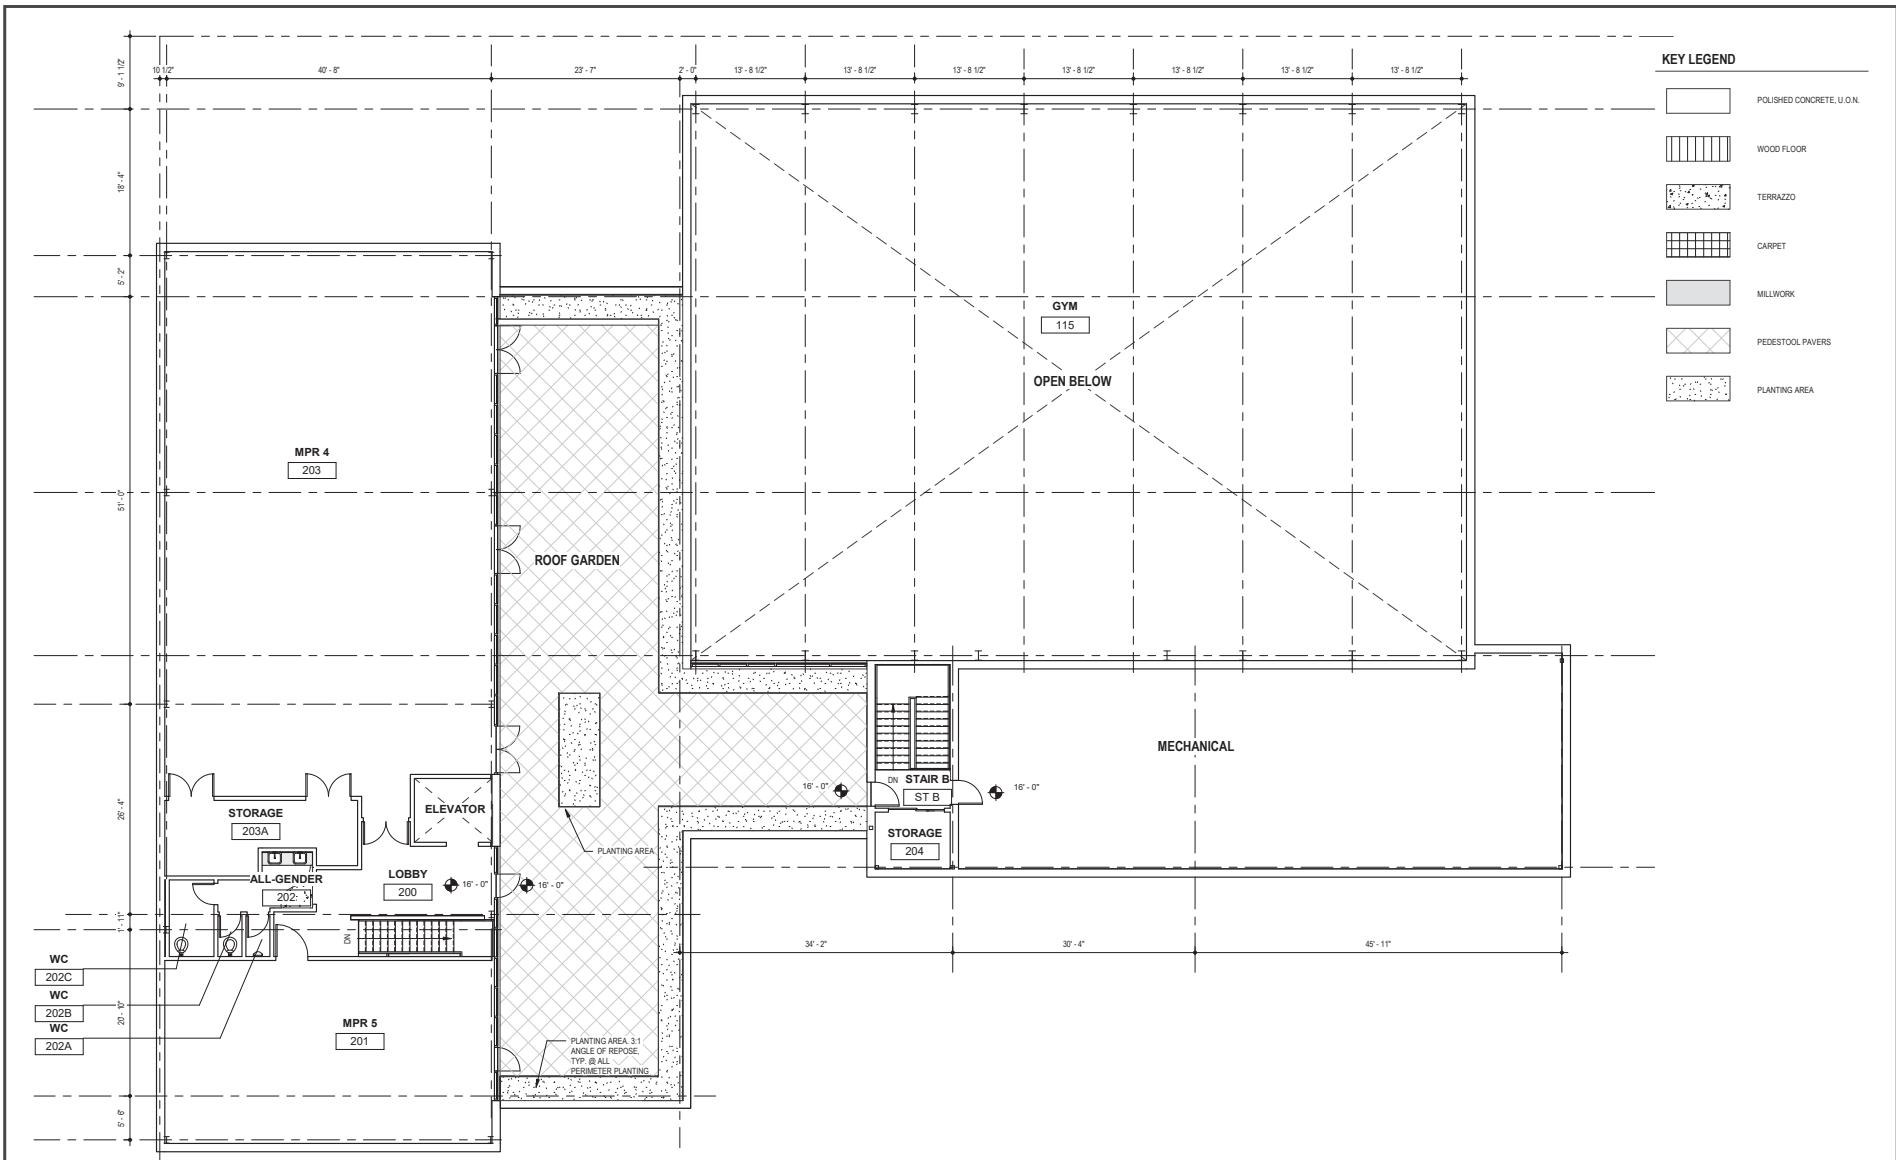 10 1/2"
40' - 8"
23' - 7"
2' - 0"
13' - 8 1/2"
13' - 8 1/2"
13' - 8 1/2"
13' - 8 1/2"
13' - 8 1/2"
13' - 8 1/2"
13' - 8 1/2"
9' - 1 1/2"
18' - 4"
5' - 2"
51' - 0"
26' - 4"
1' - 11"
20' - 10"
5' - 6"
KEY LEGEND
POLISHED CONCRETE, U.O.N.
WOOD FLOOR
TERRAZZO
CARPET
MILLWORK
PEDESTOOL PAVERS
PLANTING AREA
GYM
115
OPEN BELOW
MPR 4
203
ROOF GARDEN
MECHANICAL
DN
STAIR B
ST B
16' - 0"
16' - 0"
STORAGE
204
STORAGE
203A
ELEVATOR
PLANTING AREA
ALL-GENDER
202
LOBBY
200
16' - 0"
16' - 0"
DN
34' - 2"
30' - 4"
45' - 11"
WC
202C
WC
202B
WC
202A
MPR 5
201
PLANTING AREA. 3:1
ANGLE OF REPOSE,
TYP. @ ALL
PERIMETER PLANTING